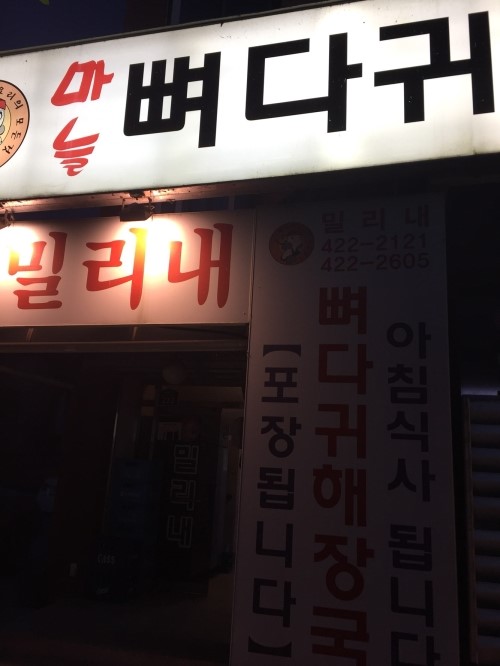 마늘
뼈다귀
밀리내
밀리내
422-2121
422-2605
아침식사 됩니다
뼈다귀해장국
【포장됩니다】
밀리내